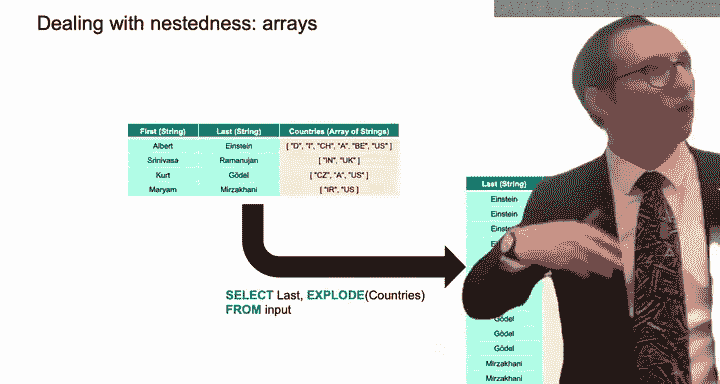 Dealing with nestedness: arrays
First (String) Last (String) Countries (Array of Strings)
Albert Einstein [ "D", "I", "CH", "A", "BE", "US" ]
Srinivasa Ramanujan [ "IN", "UK" ]
Kurt Gödel [ "CZ", "A", "US" ]
Maryam Mirzakhani [ "IR", "US ]
SELECT Last, EXPLODE(Countries)
FROM input
Last (String)
Einstein
Einstein
Gödel
Gödel
Gödel
Mirzakhani
Mirzakhani